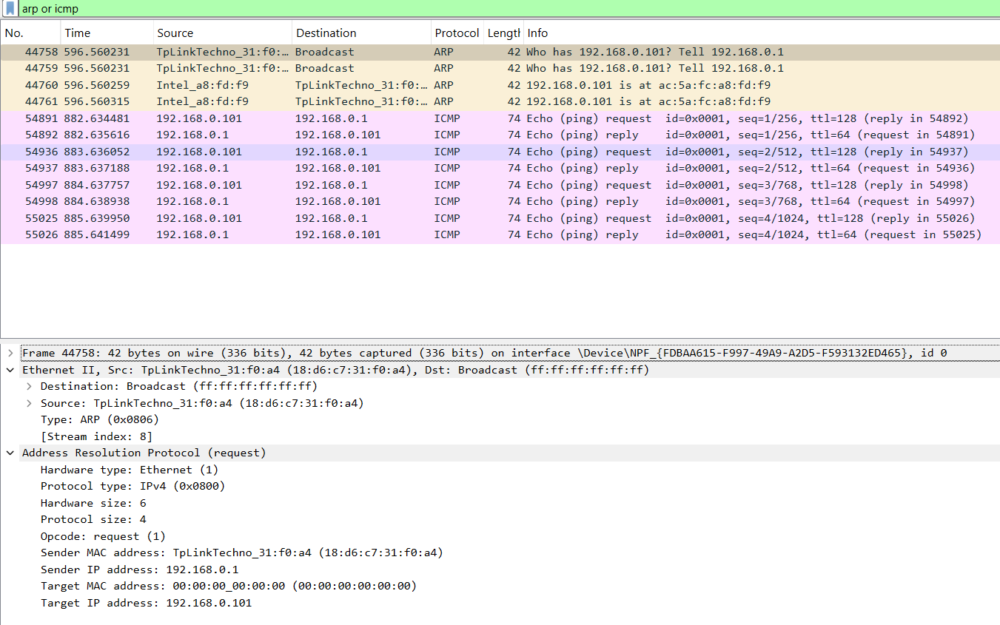 arp or icmp
No. Time Source Destination Protocol Length Info
44758 596.560231 TpLinkTechno_31:f0:… Broadcast ARP 42 Who has 192.168.0.101? Tell 192.168.0.1
44759 596.560231 TpLinkTechno_31:f0:… Broadcast ARP 42 Who has 192.168.0.101? Tell 192.168.0.1
44760 596.560259 Intel_a8:fd:f9 TpLinkTechno_31:f0:… ARP 42 192.168.0.101 is at ac:5a:fc:a8:fd:f9
44761 596.560315 Intel_a8:fd:f9 TpLinkTechno_31:f0:… ARP 42 192.168.0.101 is at ac:5a:fc:a8:fd:f9
54891 882.634481 192.168.0.101 192.168.0.1 ICMP 74 Echo (ping) request id=0x0001, seq=1/256, ttl=128 (reply in 54892)
54892 882.635616 192.168.0.1 192.168.0.101 ICMP 74 Echo (ping) reply id=0x0001, seq=1/256, ttl=64 (request in 54891)
54936 883.636052 192.168.0.101 192.168.0.1 ICMP 74 Echo (ping) request id=0x0001, seq=2/512, ttl=128 (reply in 54937)
54937 883.637188 192.168.0.1 192.168.0.101 ICMP 74 Echo (ping) reply id=0x0001, seq=2/512, ttl=64 (request in 54936)
54997 884.637757 192.168.0.101 192.168.0.1 ICMP 74 Echo (ping) request id=0x0001, seq=3/768, ttl=128 (reply in 54998)
54998 884.638938 192.168.0.1 192.168.0.101 ICMP 74 Echo (ping) reply id=0x0001, seq=3/768, ttl=64 (request in 54997)
55025 885.639950 192.168.0.101 192.168.0.1 ICMP 74 Echo (ping) request id=0x0001, seq=4/1024, ttl=128 (reply in 55026)
55026 885.641499 192.168.0.1 192.168.0.101 ICMP 74 Echo (ping) reply id=0x0001, seq=4/1024, ttl=64 (request in 55025)
Frame 44758: 42 bytes on wire (336 bits), 42 bytes captured (336 bits) on interface \Device\NPF_{FDBAA615-F997-49A9-A2D5-F593132ED465}, id 0
Ethernet II, Src: TpLinkTechno_31:f0:a4 (18:d6:c7:31:f0:a4), Dst: Broadcast (ff:ff:ff:ff:ff:ff)
Destination: Broadcast (ff:ff:ff:ff:ff:ff)
Source: TpLinkTechno_31:f0:a4 (18:d6:c7:31:f0:a4)
Type: ARP (0x0806)
[Stream index: 8]
Address Resolution Protocol (request)
Hardware type: Ethernet (1)
Protocol type: IPv4 (0x0800)
Hardware size: 6
Protocol size: 4
Opcode: request (1)
Sender MAC address: TpLinkTechno_31:f0:a4 (18:d6:c7:31:f0:a4)
Sender IP address: 192.168.0.1
Target MAC address: 00:00:00_00:00:00 (00:00:00:00:00:00)
Target IP address: 192.168.0.101